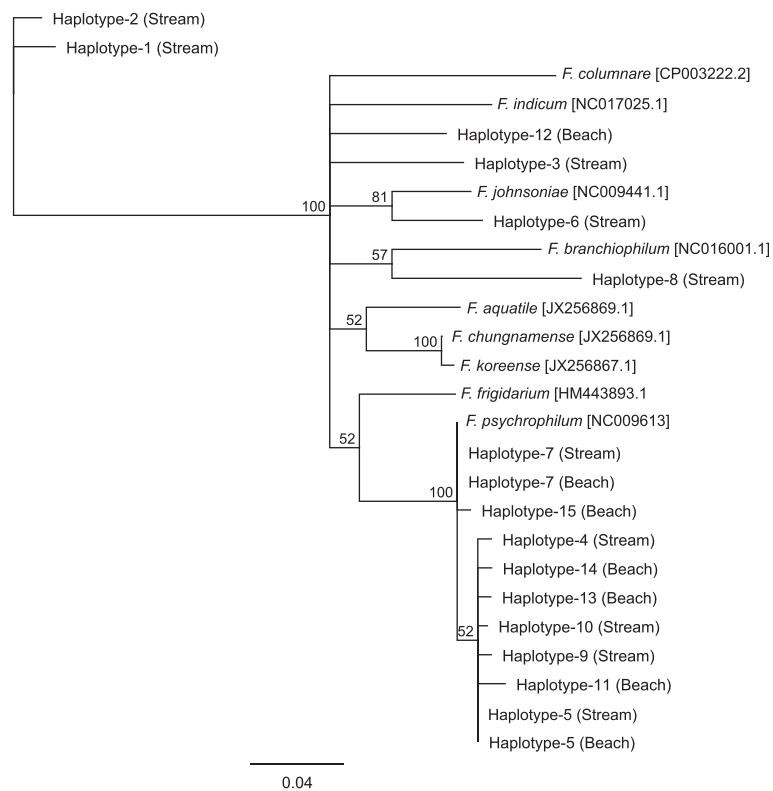 Haplotype-2 (Stream)
Haplotype-1 (Stream)
F. columnare [CP003222.2]
F. indicum [NC017025.1]
Haplotype-12 (Beach)
Haplotype-3 (Stream)
81
F. johnsoniae [NC009441.1]
100
Haplotype-6 (Stream)
57
F. branchiophilum [NC016001.1]
Haplotype-8 (Stream)
52
F. aquatile [JX256869.1]
100
F. chungnamense [JX256869.1]
F. koreense [JX256867.1]
F. frigidarium [HM443893.1
52
F. psychrophilum [NC009613]
Haplotype-7 (Stream)
Haplotype-7 (Beach)
100
Haplotype-15 (Beach)
Haplotype-4 (Stream)
Haplotype-14 (Beach)
Haplotype-13 (Beach)
52
Haplotype-10 (Stream)
Haplotype-9 (Stream)
Haplotype-11 (Beach)
Haplotype-5 (Stream)
Haplotype-5 (Beach)
0.04